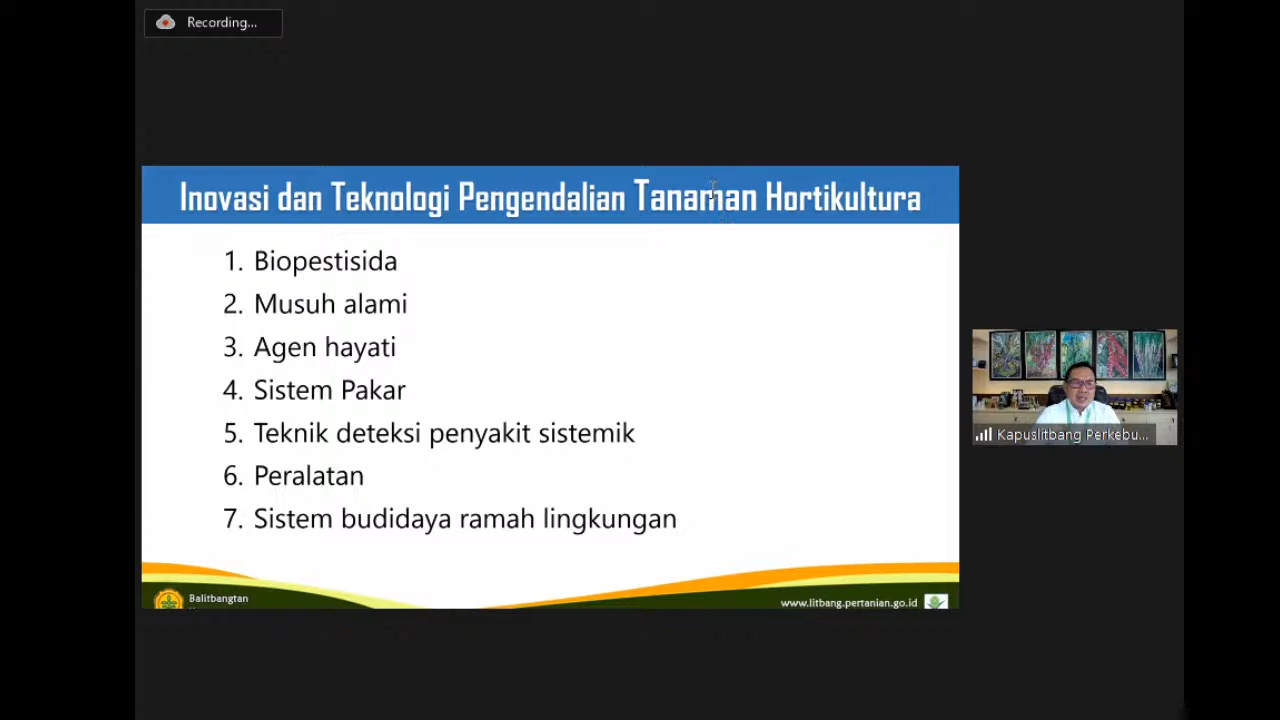 Recording...
Inovasi dan Teknologi Pengendalian Tanaman Hortikultura
1. Biopestisida
2. Musuh alami
3. Agen hayati
4. Sistem Pakar
5. Teknik deteksi penyakit sistemik
6. Peralatan
7. Sistem budidaya ramah lingkungan
Kapuslitbang Perkebu...
Balitbangtan
www.litbang.pertanian.go.id